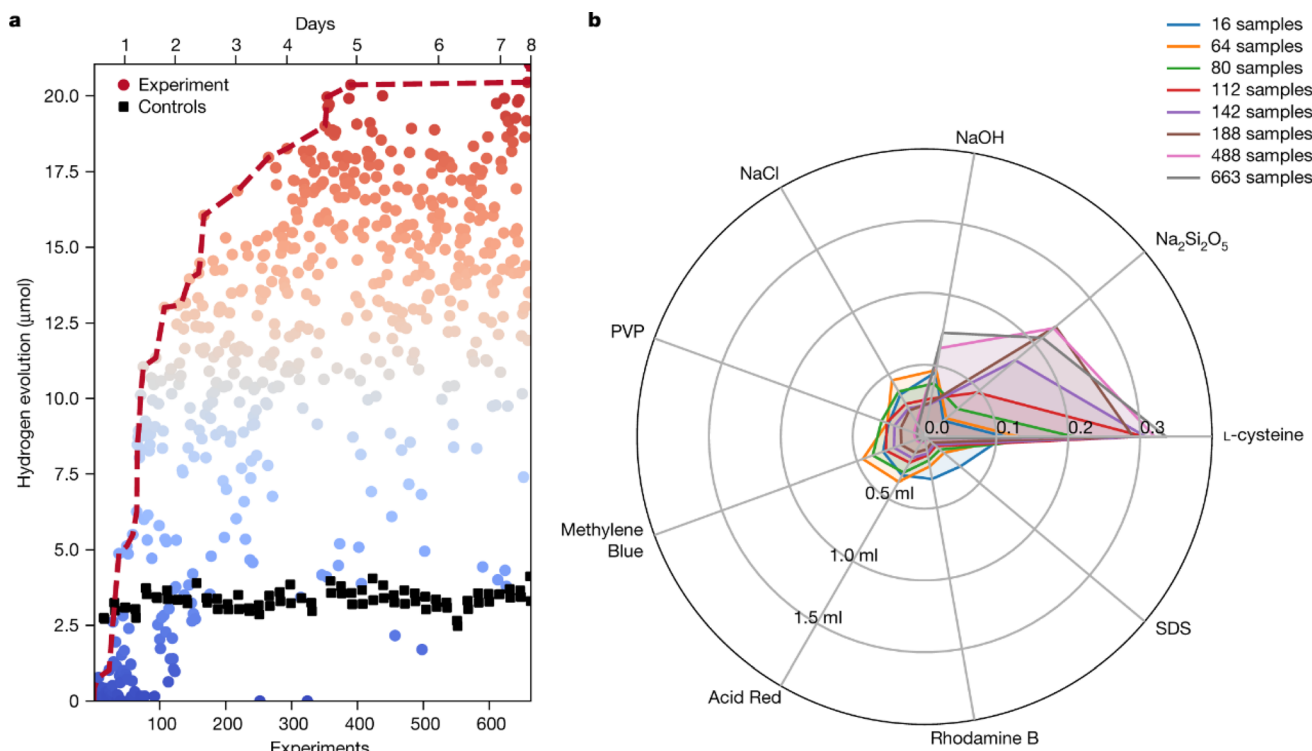 a
Days
1 2 3 4 5 6 7 8
Experiment
Controls
Hydrogen evolution (μmol)
20.0
17.5
15.0
12.5
10.0
7.5
5.0
2.5
0
100 200 300 400 500 600
Experiments
b
16 samples
64 samples
80 samples
112 samples
142 samples
188 samples
488 samples
663 samples
NaOH
NaCl
Na₂Si₂O₅
PVP
0.0 0.1 0.2 0.3
L-cysteine
0.5 ml
Methylene
Blue
1.0 ml
1.5 ml
SDS
Acid Red
Rhodamine B